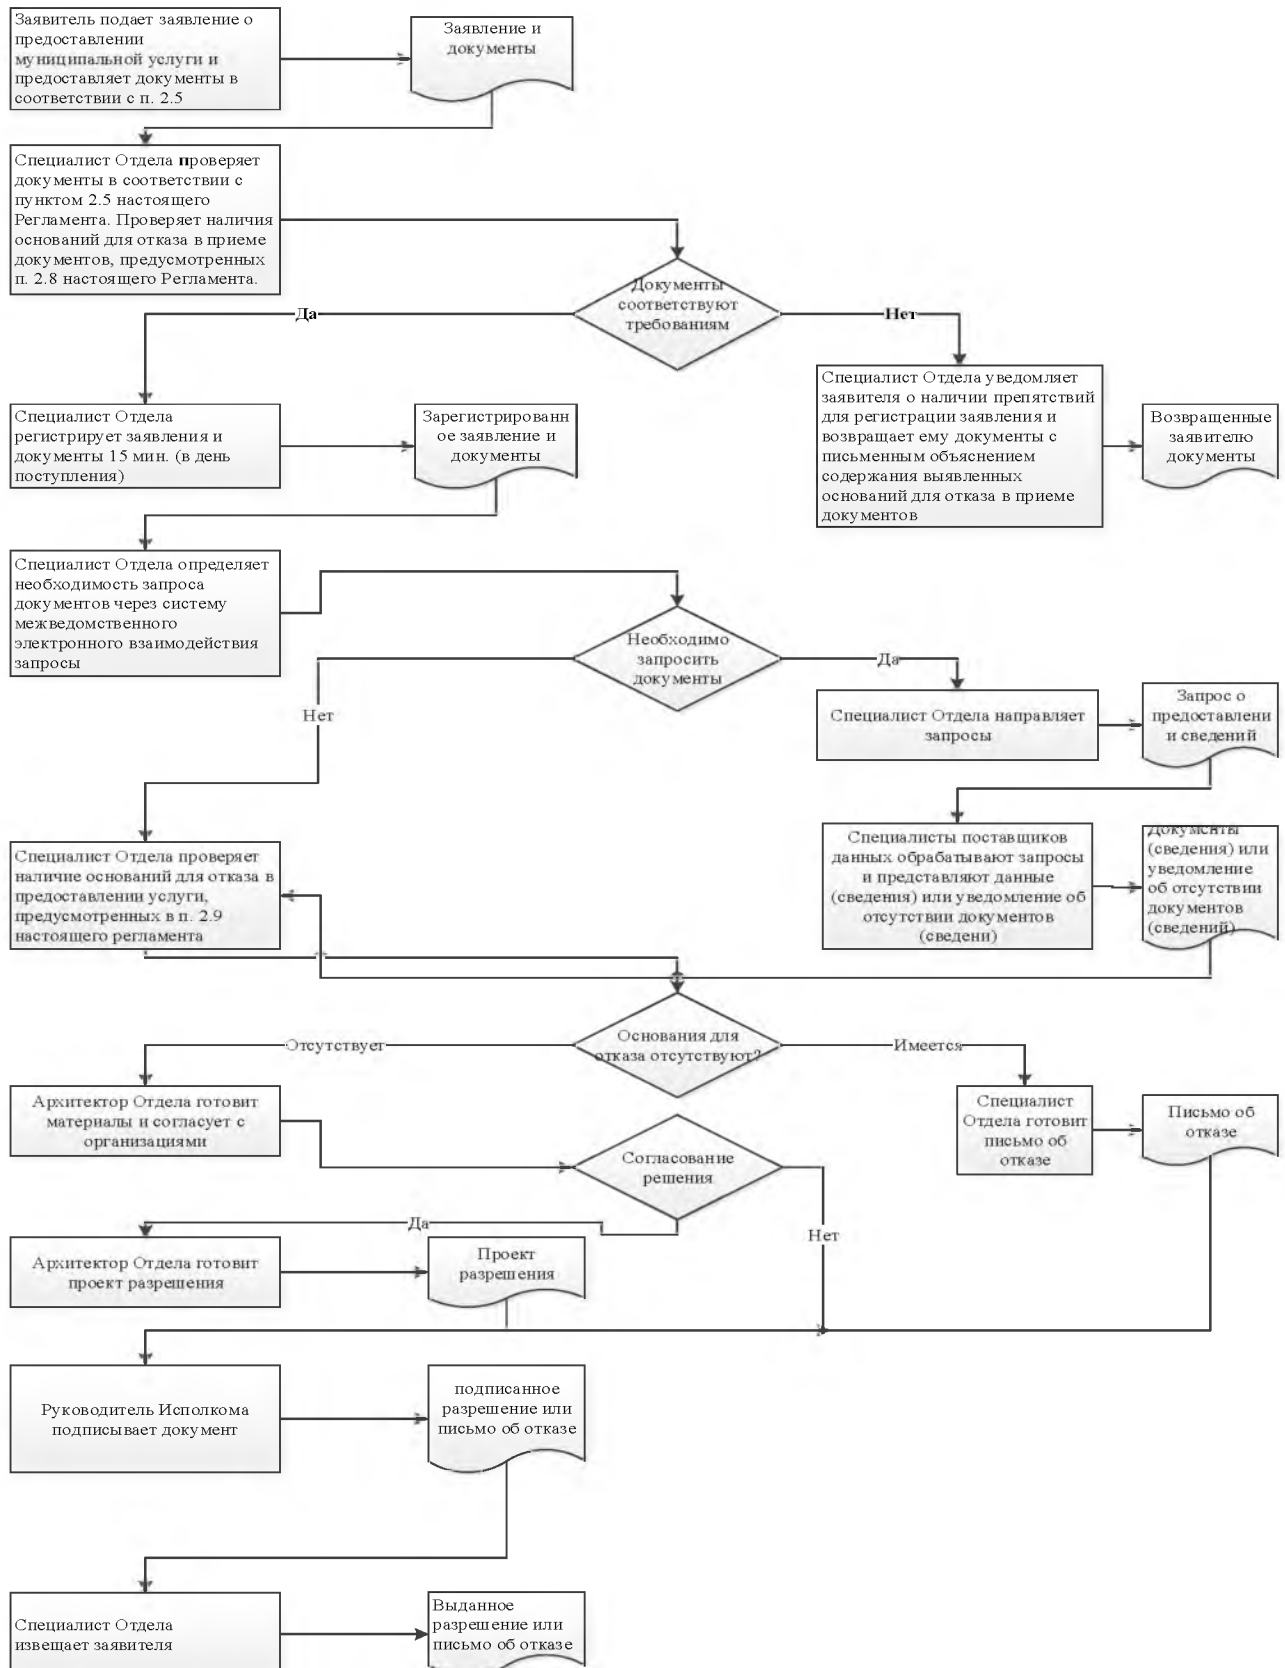 Заявитель подает заявление о
предоставлении
муниципальной услуги и
предоставляет документы в
соответствии с п. 2.5
Заявление и
документы
Специалист Отдела проверяет
документы в соответствии с
пунктом 2.5 настоящего
Регламента. Проверяет наличия
оснований для отказа в приеме
документов, предусмотренных
п. 2.8 настоящего Регламента.
Документы
соответствуют
требованиям
Да
Нет
Специалист Отдела
регистрирует заявления и
документы 15 мин. (в день
поступления)
Зарегистрированн
ое заявление и
документы
Специалист Отдела уведомляет
заявителя о наличии препятствий
для регистрации заявления и
возвращает ему документы с
письменным объяснением
содержания выявленных
оснований для отказа в приеме
документов
Возвращенные
заявителю
документы
Специалист Отдела определяет
необходимость запроса
документов через систему
межведомственного
электронного взаимодействия
запросы
Необходимо
запросить
документы
Да
Нет
Специалист Отдела направляет
запросы
Запрос о
предоставлени
и сведений
Специалист Отдела проверяет
наличие оснований для отказа в
предоставлении услуги,
предусмотренных в п. 2.9
настоящего регламента
Специалисты поставщиков
данных обрабатывают запросы
и представляют данные
(сведения) или уведомление об
отсутствии документов
(сведени)
Документы
(сведения) или
уведомление
об отсутствии
документов
(сведений)
Основания для
отказа отсутствуют?
Отсутствует
Имеется
Архитектор Отдела готовит
материалы и согласует с
организациями
Согласование
решения
Специалист
Отдела готовит
письмо об
отказе
Письмо об
отказе
Да
Нет
Архитектор Отдела готовит
проект разрешения
Проект
разрешения
Руководитель Исполкома
подписывает документ
подписанное
разрешение или
письмо об отказе
Специалист Отдела
извещает заявителя
Выданное
разрешение или
письмо об отказе